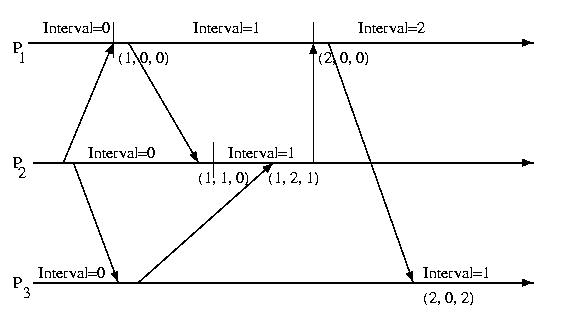 Interval=0 Interval=1 Interval=2
P1
(1, 0, 0) (2, 0, 0)
Interval=0 Interval=1
P2
(1, 1, 0) (1, 2, 1)
Interval=0 Interval=1
P3
(2, 0, 2)